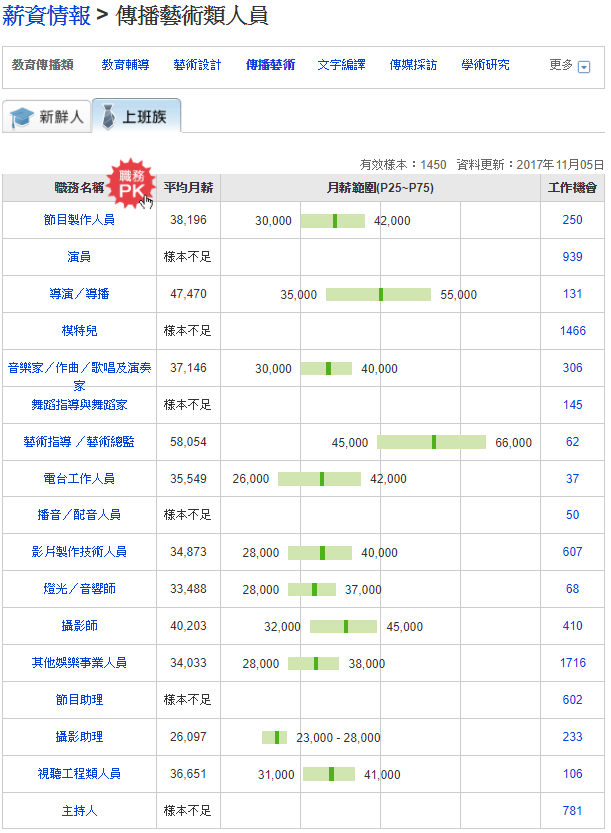 薪資情報 > 傳播藝術類人員
教育傳播類 教育輔導 藝術設計 傳播藝術 文字編譯 傳媒採訪 學術研究 更多
新鮮人 上班族
有效樣本：1450 資料更新：2017年11月05日
職務名稱 職務 PK 平均月薪 月薪範圍(P25~P75) 工作機會
節目製作人員 38,196 30,000 42,000 250
演員 樣本不足 939
導演／導播 47,470 35,000 55,000 131
模特兒 樣本不足 1466
音樂家／作曲／歌唱及演奏家 37,146 30,000 40,000 306
舞蹈指導與舞蹈家 樣本不足 145
藝術指導／藝術總監 58,054 45,000 66,000 62
電台工作人員 35,549 26,000 42,000 37
播音／配音人員 樣本不足 50
影片製作技術人員 34,873 28,000 40,000 607
燈光／音響師 33,488 28,000 37,000 68
攝影師 40,203 32,000 45,000 410
其他娛樂事業人員 34,033 28,000 38,000 1716
節目助理 樣本不足 602
攝影助理 26,097 23,000 - 28,000 233
視聽工程類人員 36,651 31,000 41,000 106
主持人 樣本不足 781